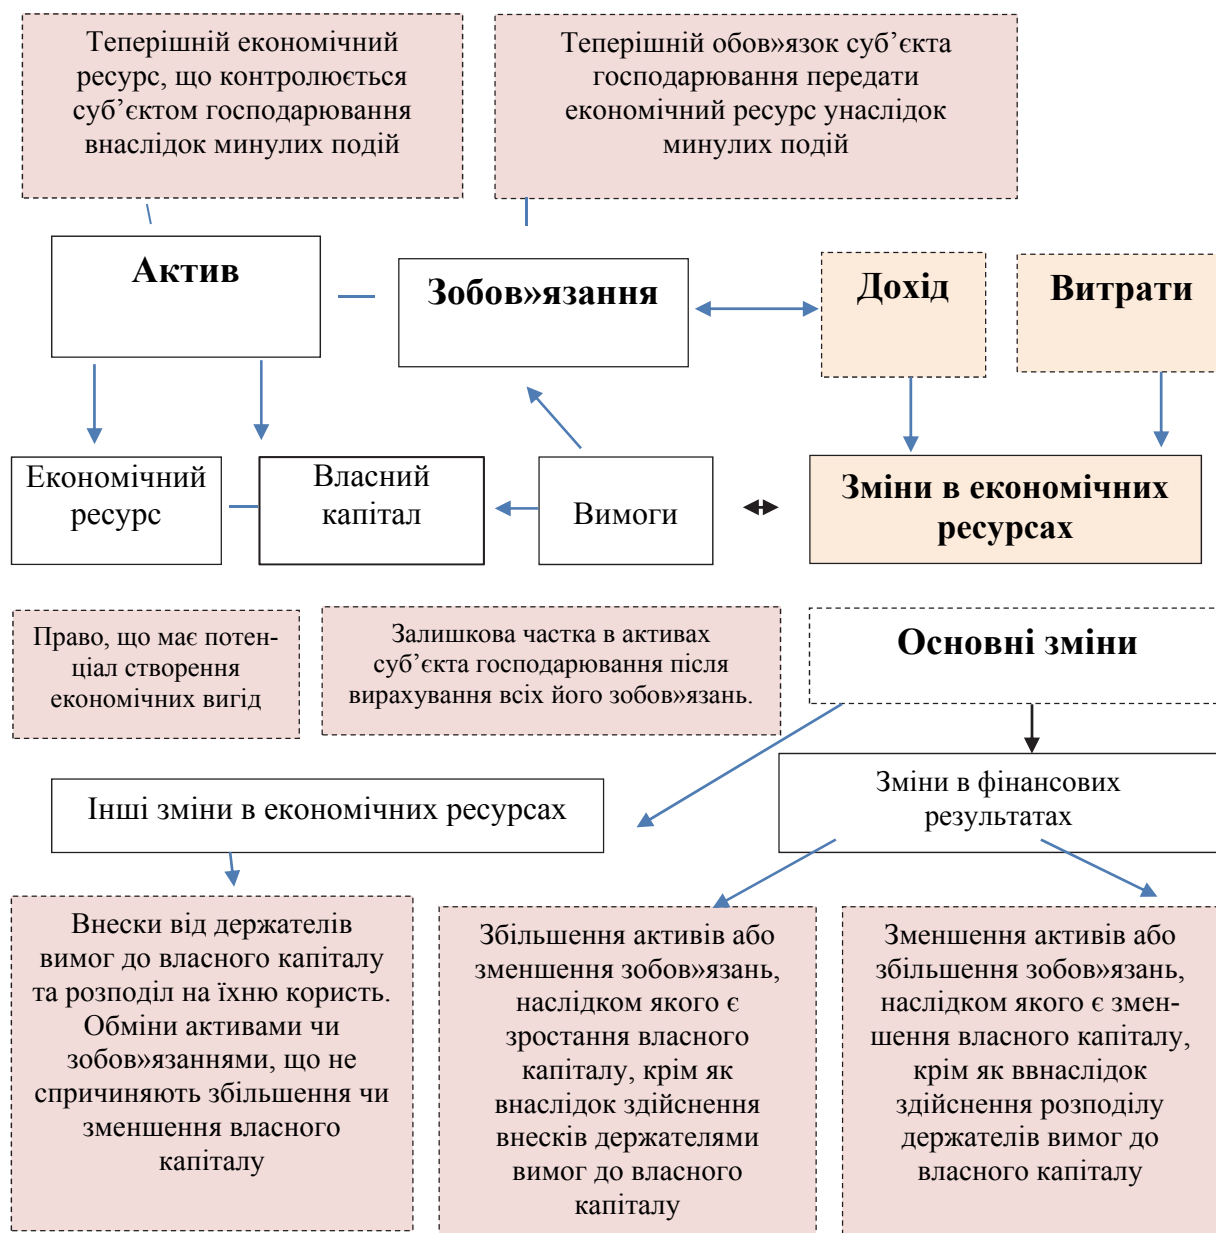 Теперішній економічний
ресурс, що контролюється
суб’єктом господарювання
внаслідок минулих подій
Теперішній обов»язок суб’єкта
господарювання передати
економічний ресурс унаслідок
минулих подій
Актив
Зобов»язання
Дохід
Витрати
Економічний
ресурс
Власний
капітал
Вимоги
Зміни в економічних
ресурсах
Право, що має потен-
ціал створення
економічних вигід
Залишкова частка в активах
суб’єкта господарювання після
вирахування всіх його зобов»язань.
Основні зміни
Інші зміни в економічних ресурсах
Зміни в фінансових
результатах
Внески від держателів
вимог до власного капіталу
та розподіл на їхню користь.
Обміни активами чи
зобов»язаннями, що не
спричиняють збільшення чи
зменшення власного
капіталу
Збільшення активів або
зменшення зобов»язань,
наслідком якого є
зростання власного
капіталу, крім як
внаслідок здійснення
внесків держателями
вимог до власного
капіталу
Зменшення активів або
збільшення зобов»язань,
наслідком якого є змен-
шення власного капіталу,
крім як ввнаслідок
здійснення розподілу
держателів вимог до
власного капіталу